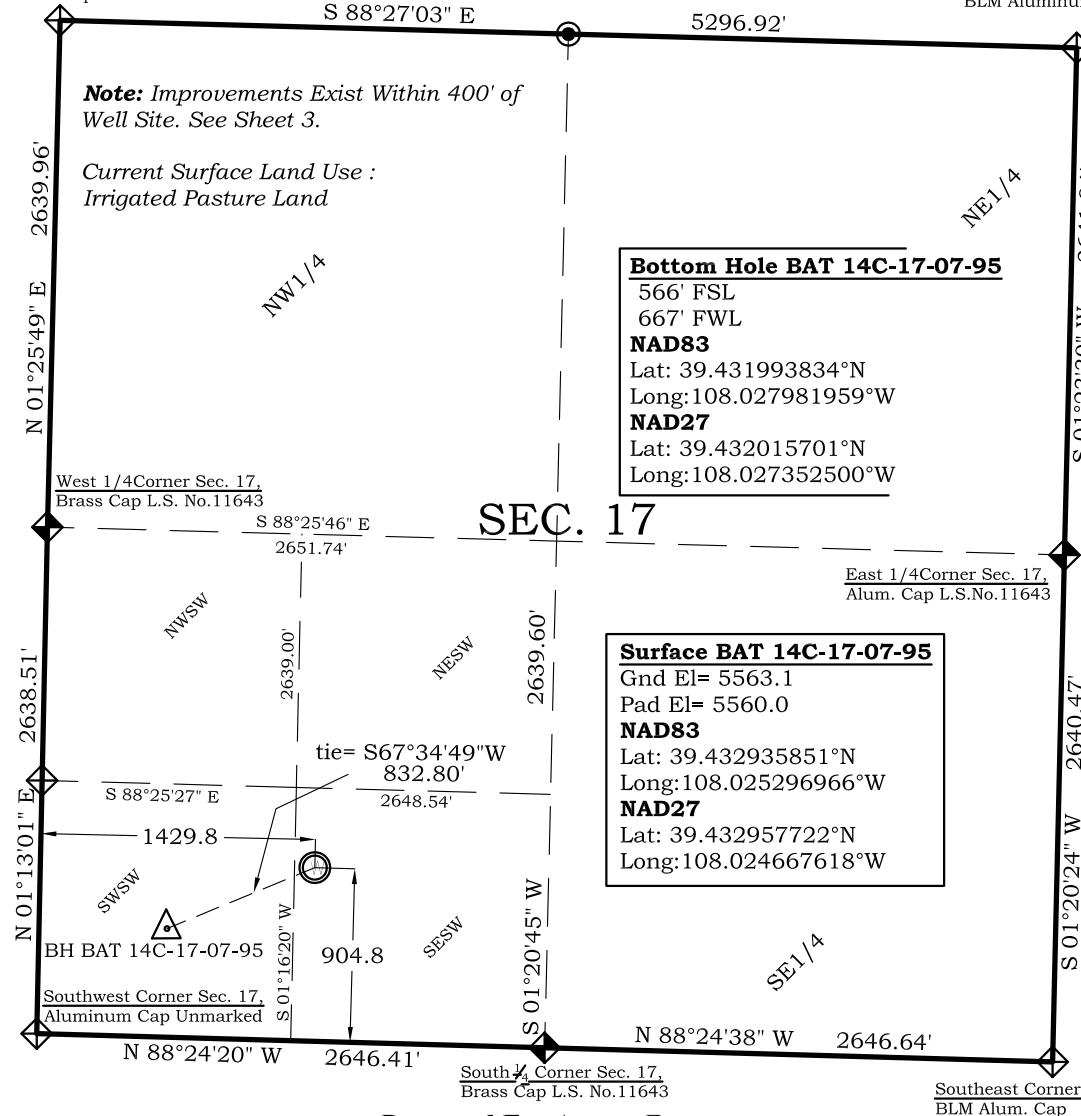 BLM Aluminum
S 88°27'03" E
5296.92'
Note: Improvements Exist Within 400' of
Well Site. See Sheet 3.
Current Surface Land Use :
Irrigated Pasture Land
2639.96'
N 01°25'49" E
NW1/4
NE1/4
Bottom Hole BAT 14C-17-07-95
566' FSL
667' FWL
NAD83
Lat: 39.431993834°N
Long:108.027981959°W
NAD27
Lat: 39.432015701°N
Long:108.027352500°W
West 1/4Corner Sec. 17,
Brass Cap L.S. No.11643
SEC. 17
S 88°25'46" E
2651.74'
East 1/4Corner Sec. 17,
Alum. Cap L.S.No.11643
NWSW
NESW
2639.00'
2639.60'
2638.51'
Surface BAT 14C-17-07-95
Gnd El= 5563.1
Pad El= 5560.0
NAD83
Lat: 39.432935851°N
Long:108.025296966°W
NAD27
Lat: 39.432957722°N
Long:108.024667618°W
2640.47'
tie= S67°34'49"W
832.80'
S 88°25'27" E
2648.54'
1429.8
N 01°13'01" E
SWSW
BH BAT 14C-17-07-95
904.8
SESW
S 01°16'20" W
S 01°20'45" W
SE1/4
S 01°20'24" W
Southwest Corner Sec. 17,
Aluminum Cap Unmarked
N 88°24'20" W
2646.41'
N 88°24'38" W
2646.64'
South 1/4 Corner Sec. 17,
Brass Cap L.S. No.11643
Southeast Corner
BLM Alum. Cap